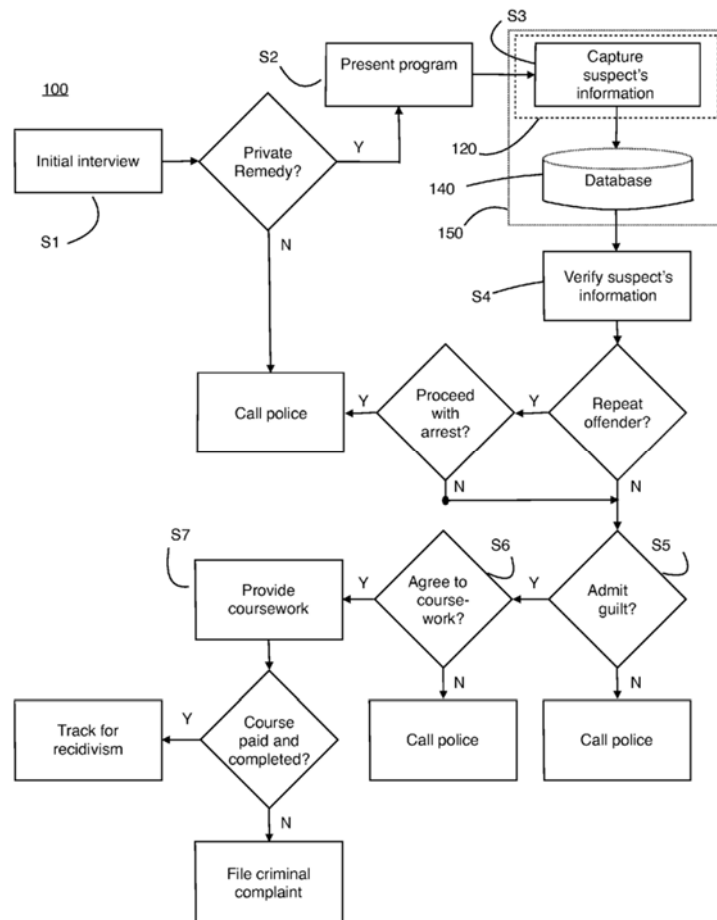 S3
Capture
suspect's
information
S2
Present program
100
Initial interview
Private
Remedy?
Y
120
140
Database
S1
150
N
S4
Verify suspect's
information
Call police
Y
Proceed
with
arrest?
Y
Repeat
offender?
N
N
S7
S6
S5
Provide
coursework
Y
Agree to
course-
work?
Y
Admit
guilt?
N
N
Track for
recidivism
Y
Course
paid and
completed?
Call police
Call police
N
File criminal
complaint